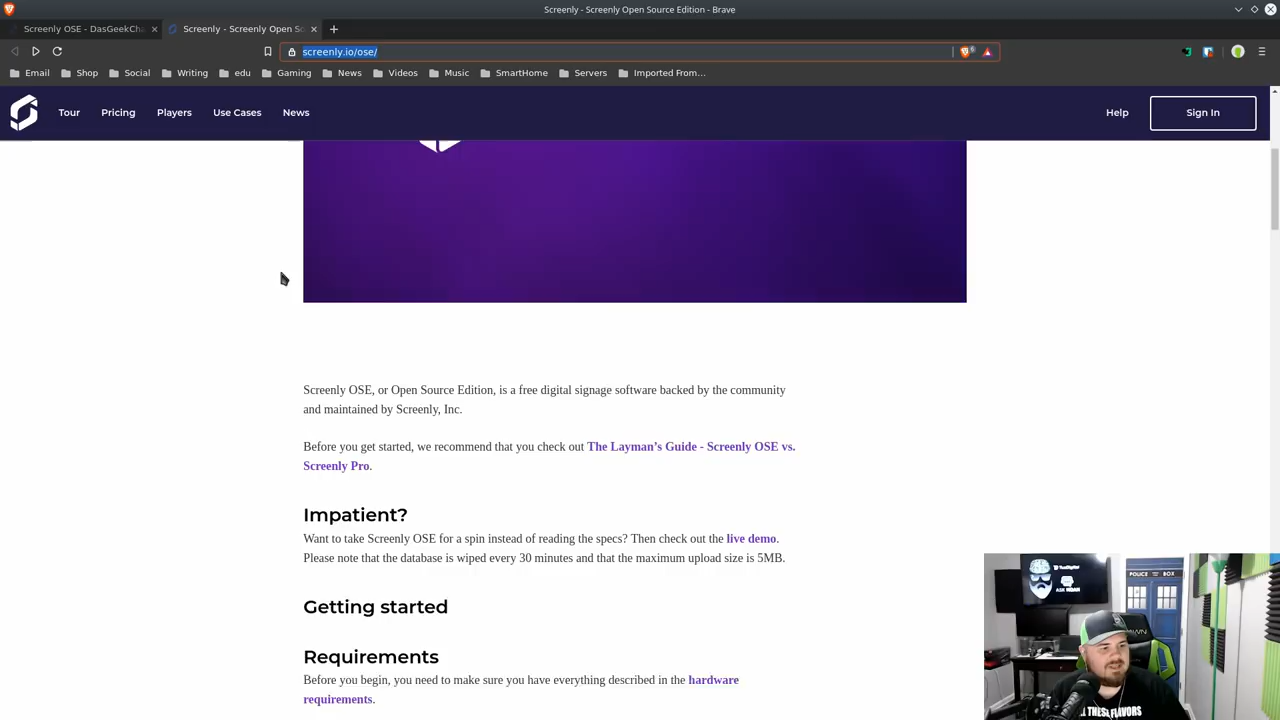 Screenly - Screenly Open Source Edition - Brave
Screenly OSE - DasGeekCha
Screenly - Screenly Open So
screenly.io/ose/
6
Email
Shop
Social
Writing
edu
Gaming
News
Videos
Music
SmartHome
Servers
Imported From...
Tour
Pricing
Players
Use Cases
News
Help
Sign In
Screenly OSE, or Open Source Edition, is a free digital signage software backed by the community
and maintained by Screenly, Inc.
Before you get started, we recommend that you check out The Layman’s Guide - Screenly OSE vs.
Screenly Pro.
Impatient?
Want to take Screenly OSE for a spin instead of reading the specs? Then check out the live demo.
Please note that the database is wiped every 30 minutes and that the maximum upload size is 5MB.
Getting started
Requirements
Before you begin, you need to make sure you have everything described in the hardware
requirements.
ASK NOAH
POLICE BOX